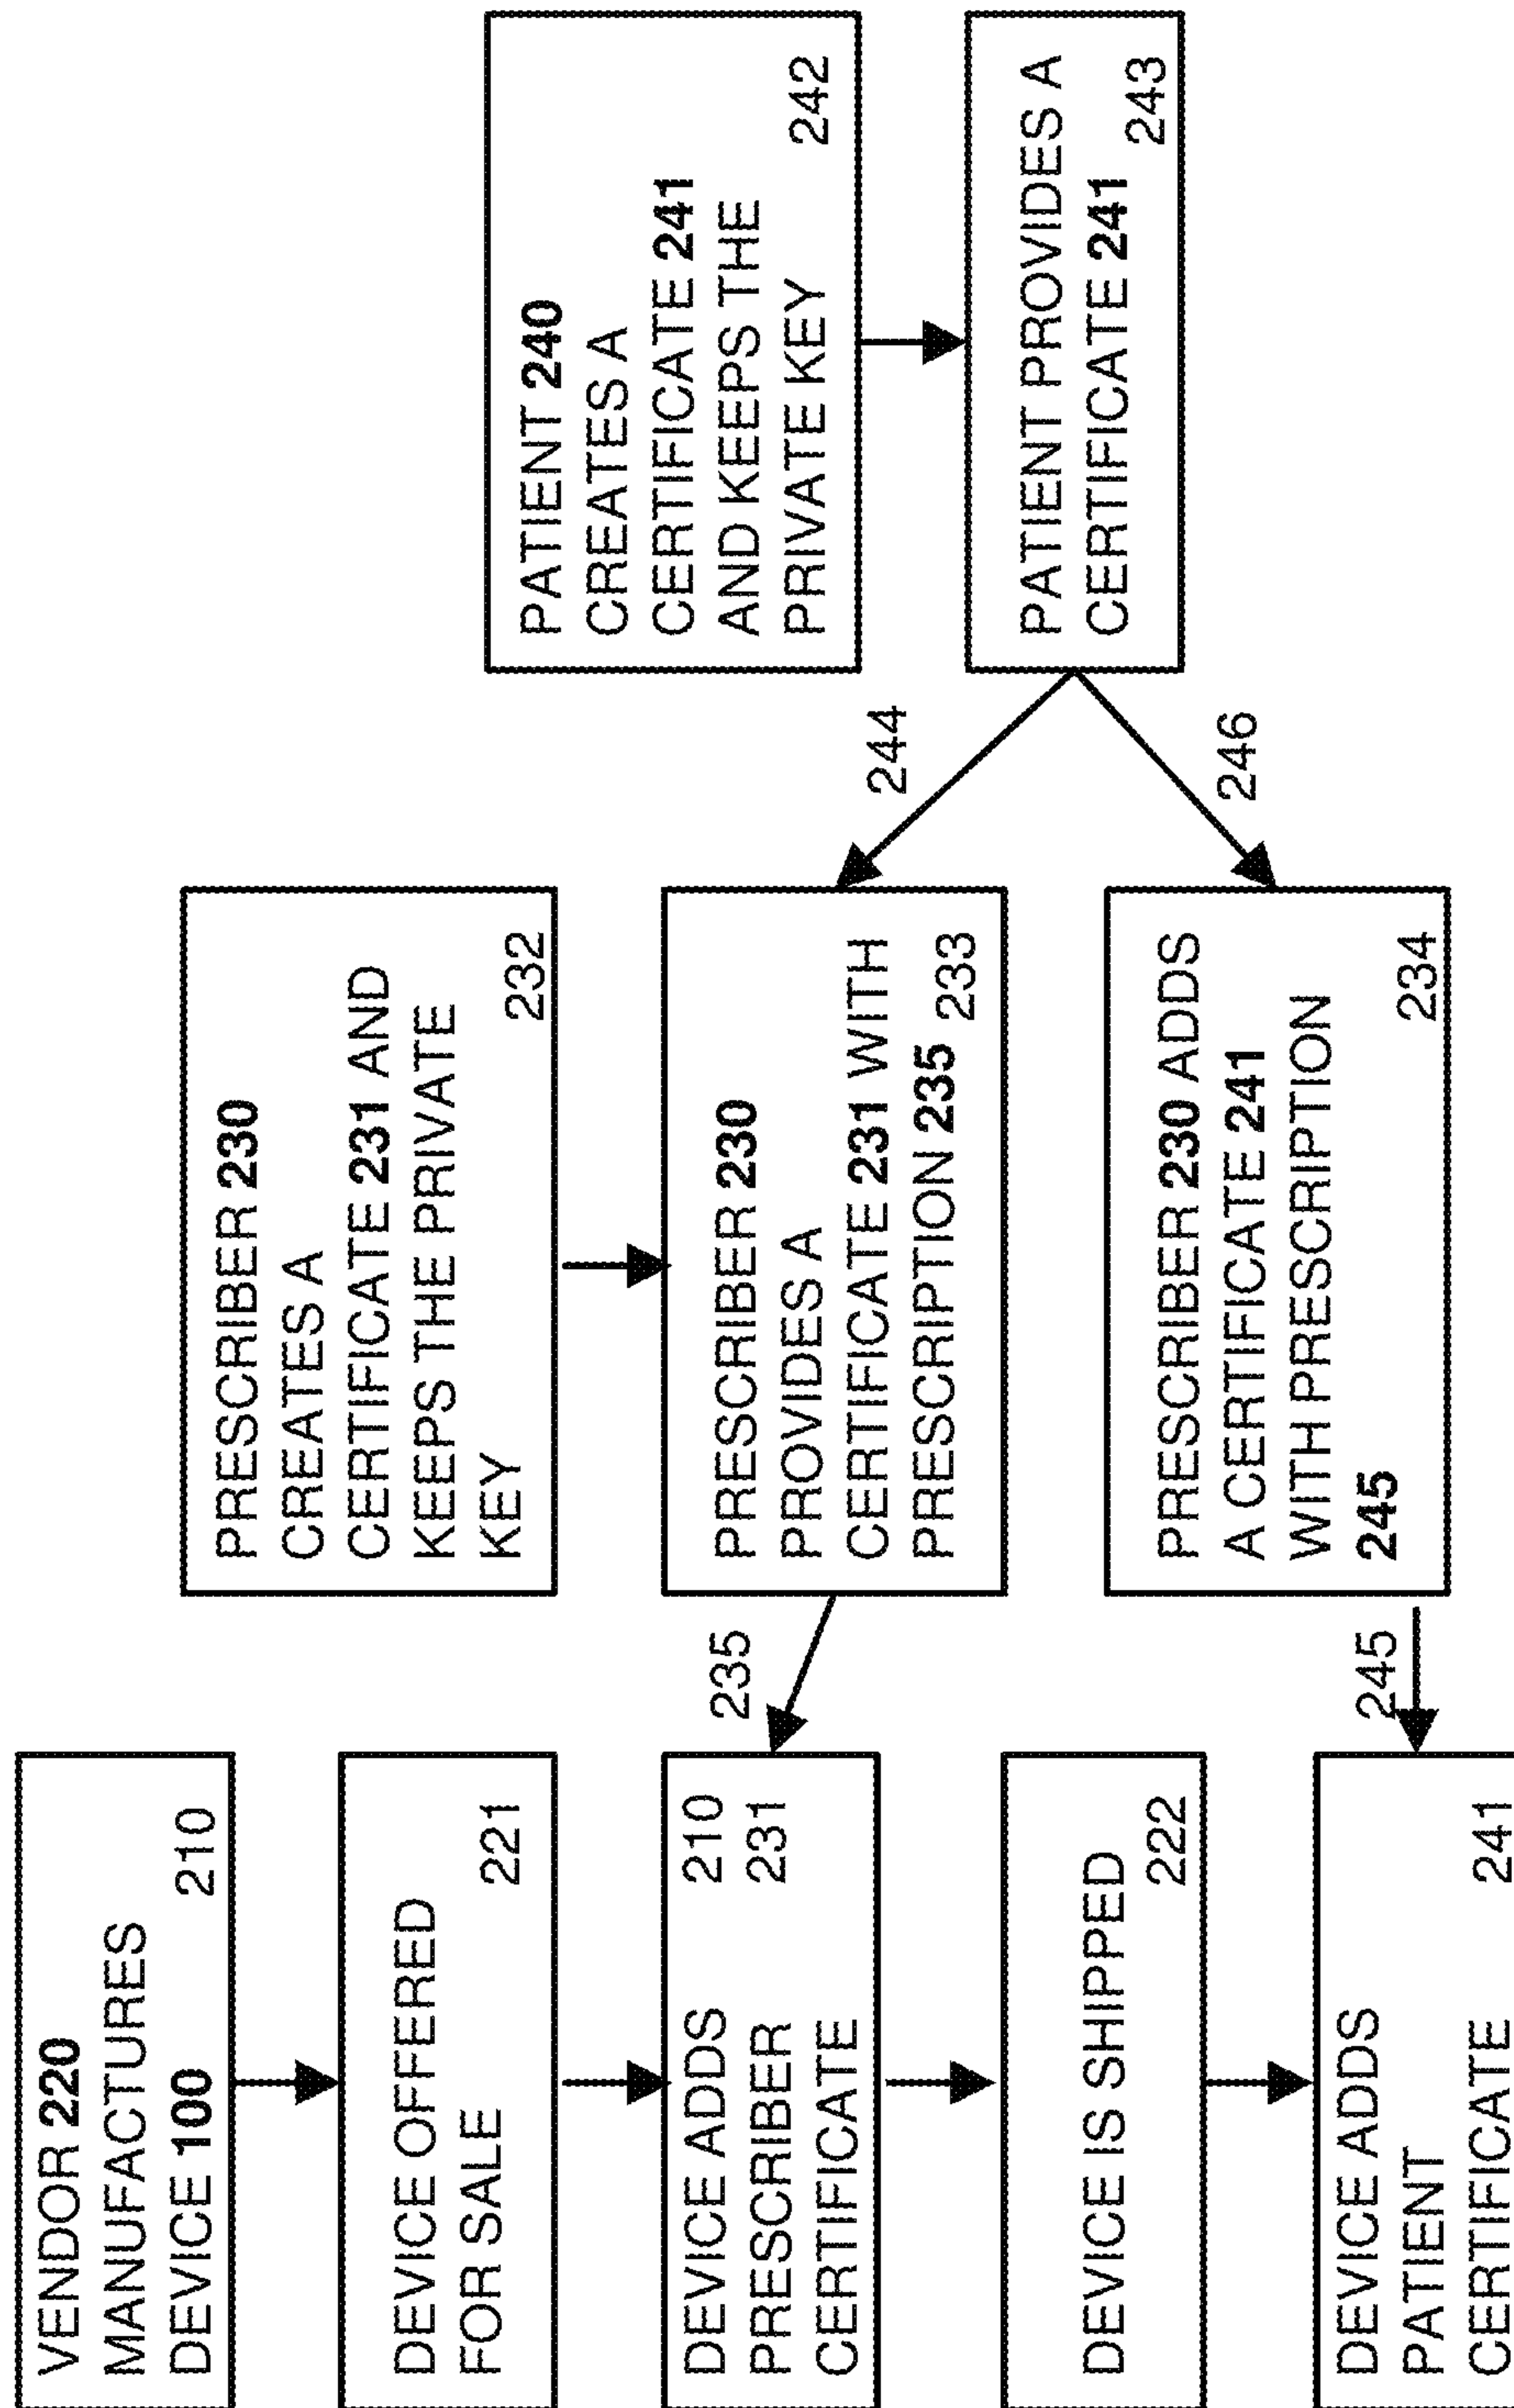 VENDOR 220
MANUFACTURES
DEVICE 100
210
DEVICE OFFERED
FOR SALE
221
DEVICE ADDS
210
PRESCRIBER
231
CERTIFICATE
DEVICE IS SHIPPED
222
DEVICE ADDS
PATIENT
CERTIFICATE
241
PRESCRIBER 230
CREATES A
CERTIFICATE 231 AND
KEEPS THE PRIVATE
KEY
232
PRESCRIBER 230
PROVIDES A
CERTIFICATE 231 WITH
PRESCRIPTION 235
233
235
PRESCRIBER 230 ADDS
A CERTIFICATE 241
WITH PRESCRIPTION
245
234
245
PATIENT 240
CREATES A
CERTIFICATE 241
AND KEEPS THE
PRIVATE KEY
242
PATIENT PROVIDES A
CERTIFICATE 241
243
244
246